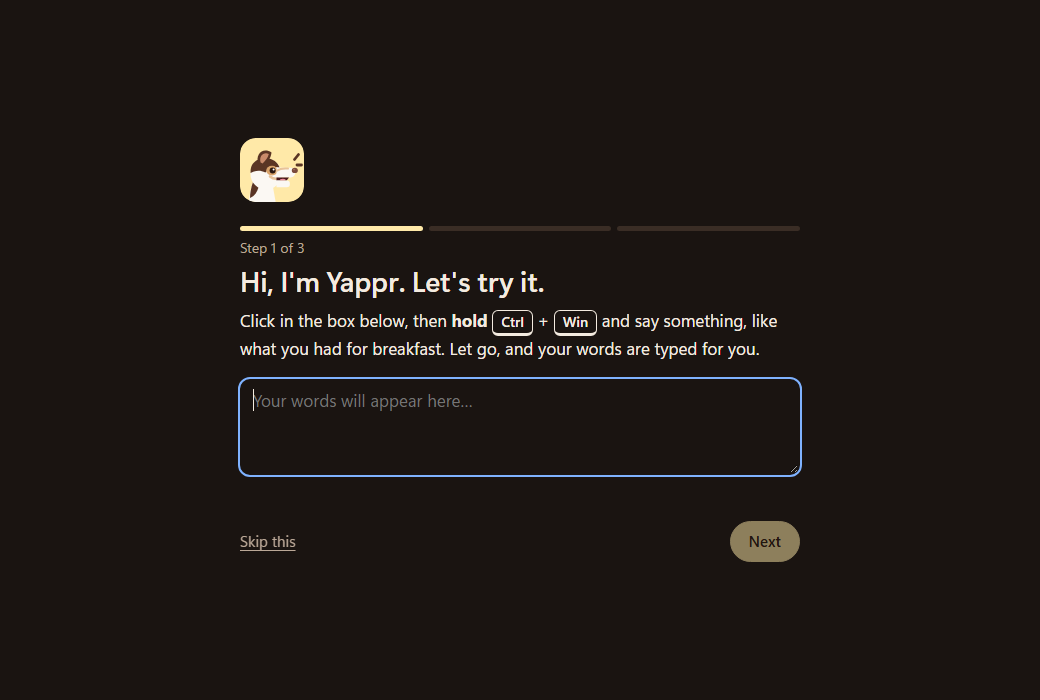 Step 1 of 3
Hi, I'm Yappr. Let's try it.
Click in the box below, then hold Ctrl + Win and say something, like
what you had for breakfast. Let go, and your words are typed for you.
Your words will appear here...
Skip this
Next